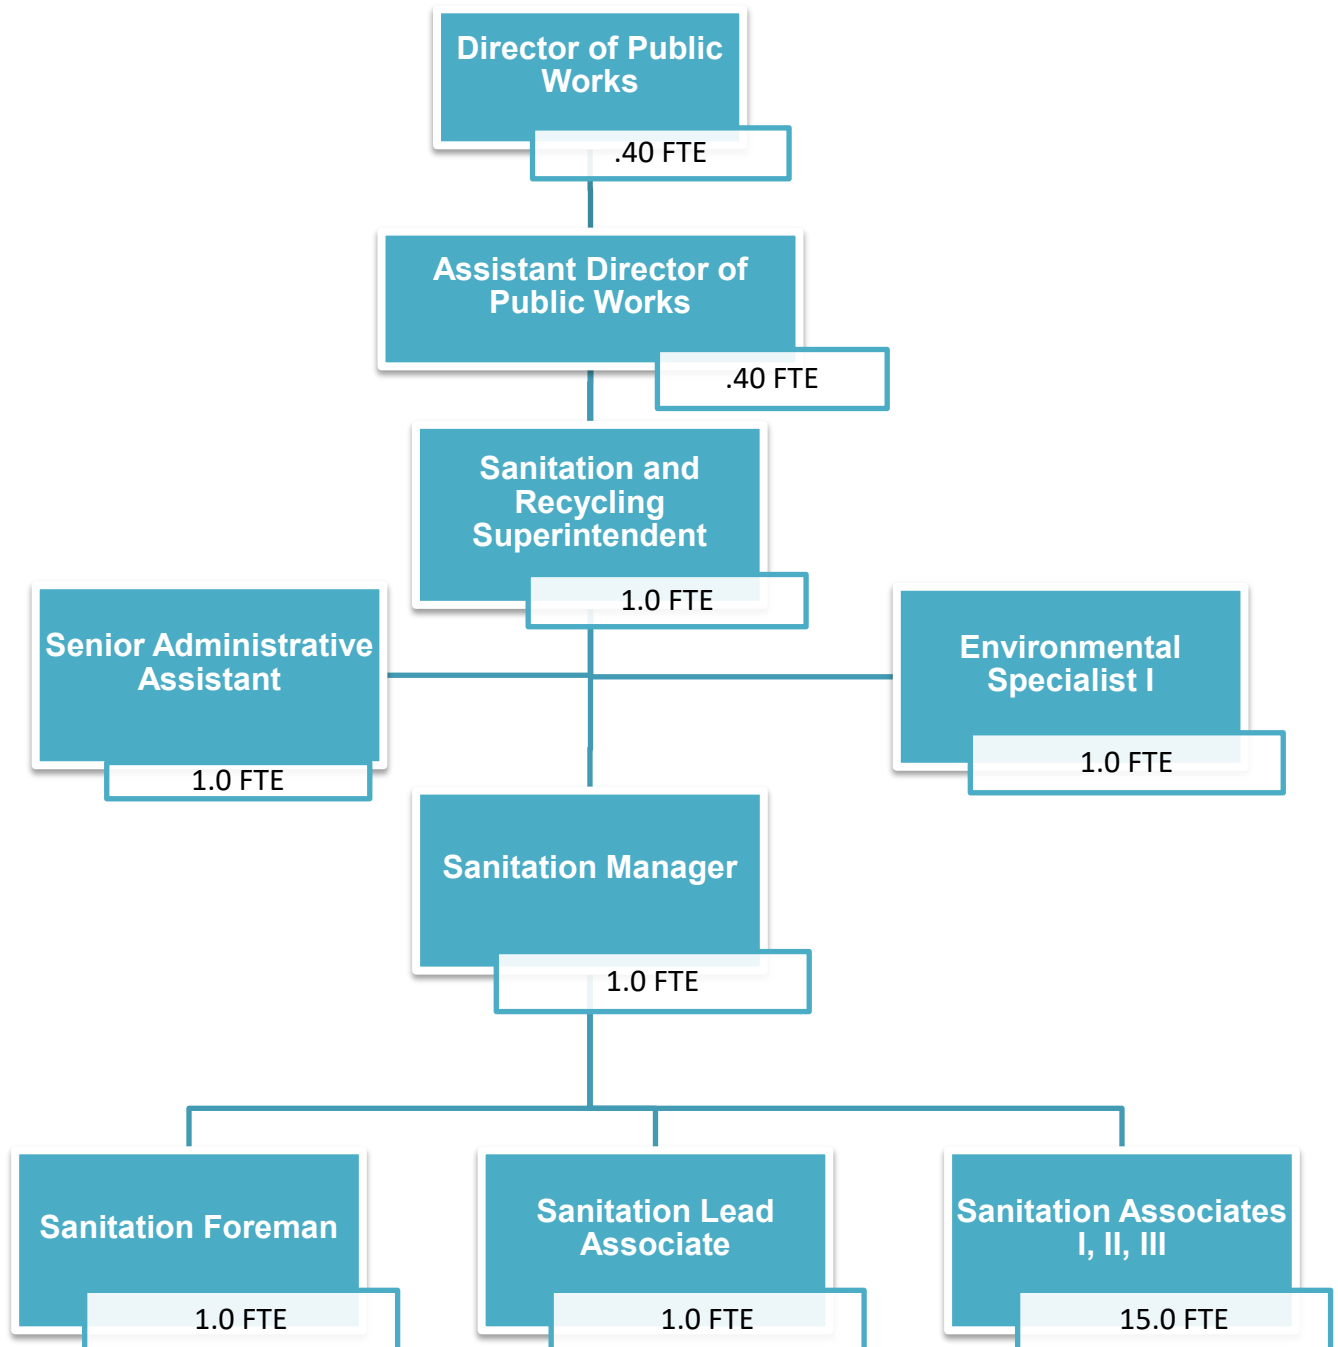 Director of Public
Works
.40 FTE
Assistant Director of
Public Works
.40 FTE
Sanitation and
Recycling
Superintendent
1.0 FTE
Senior Administrative
Assistant
1.0 FTE
Environmental
Specialist I
1.0 FTE
Sanitation Manager
1.0 FTE
Sanitation Foreman
1.0 FTE
Sanitation Lead
Associate
1.0 FTE
Sanitation Associates
I, II, III
15.0 FTE